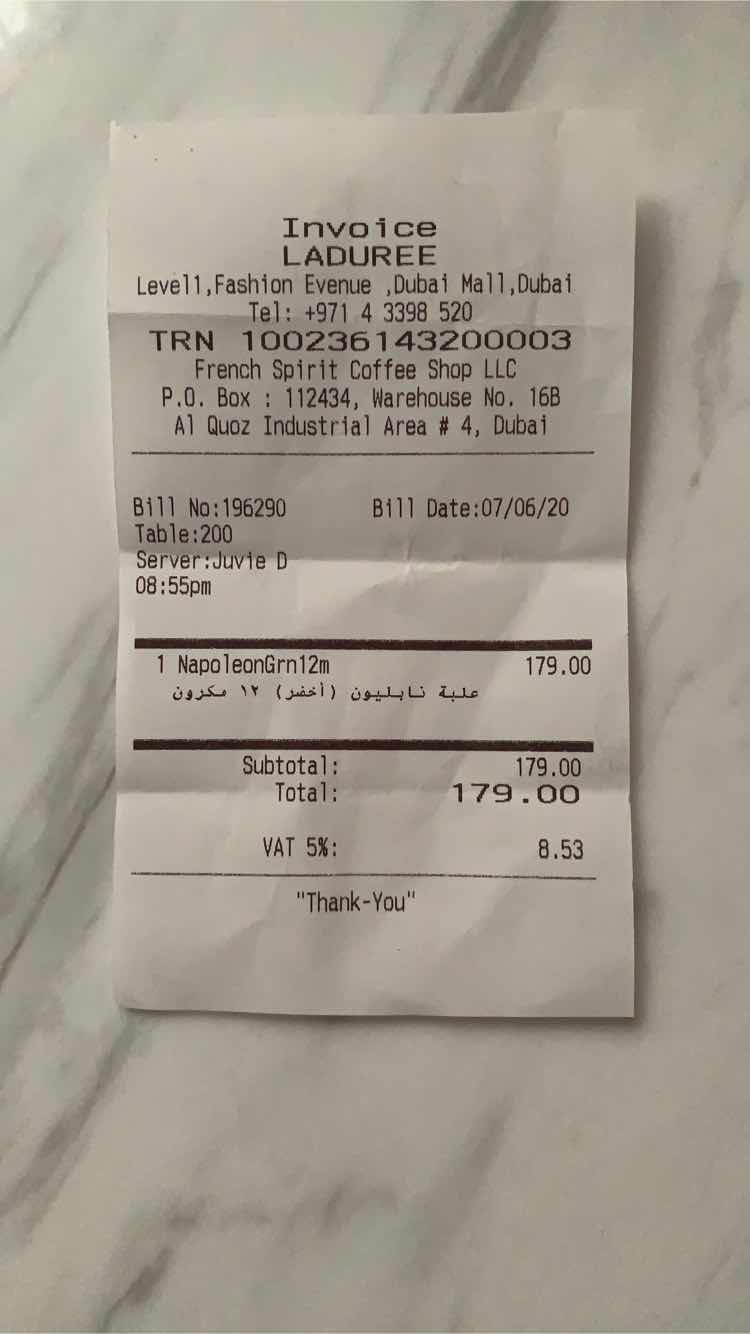 Invoice
LADUREE
Level1,Fashion Evenue ,Dubai Mall,Dubai
Tel: +971 4 3398 520
TRN 100236143200003
French Spirit Coffee Shop LLC
P.O. Box : 112434, Warehouse No. 16B
Al Quoz Industrial Area # 4, Dubai
Bill No:196290 Bill Date:07/06/20
Table:200
Server:Juvie D
08:55pm
1 NapoleonGrn12m 179.00
علبة نابليون (أخضر) ١٢ مكرون
Subtotal: 179.00
Total: 179.00
VAT 5%: 8.53
"Thank-You"